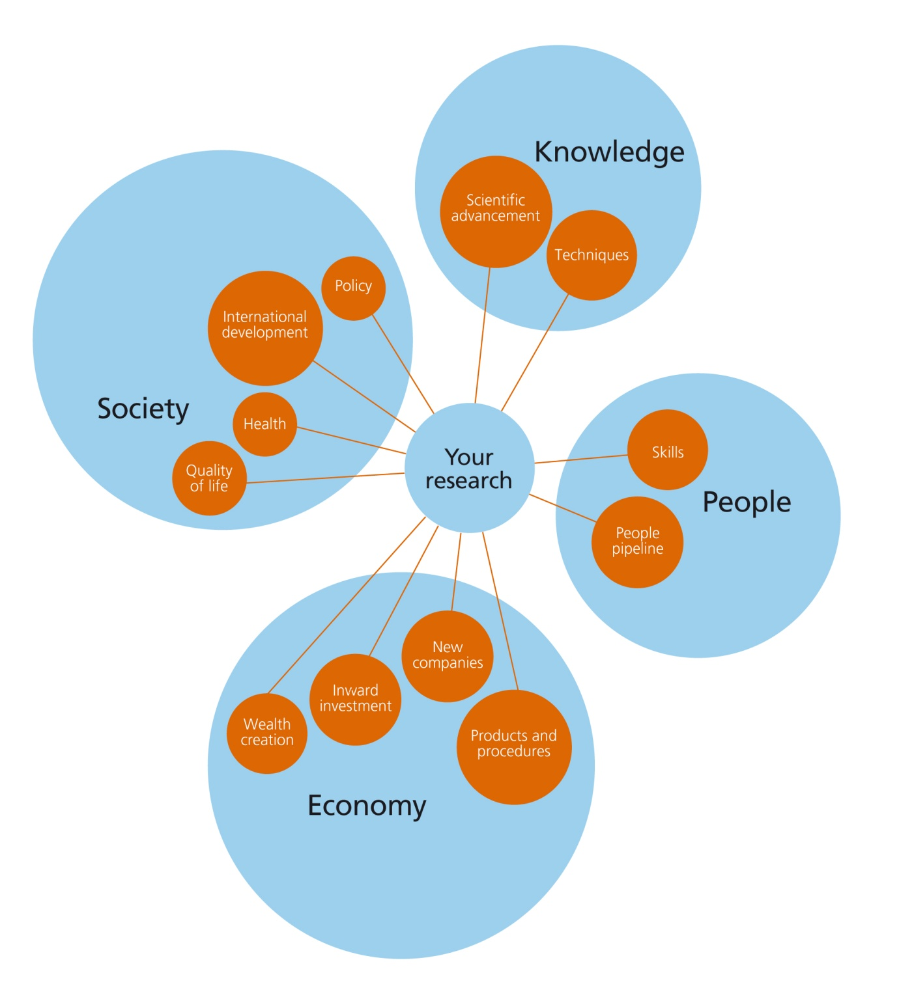 Knowledge
Scientific
advancement
Techniques
Policy
International
development
Society
Health
Quality
of life
Your
research
Skills
People
People
pipeline
New
companies
Inward
investment
Wealth
creation
Products and
procedures
Economy